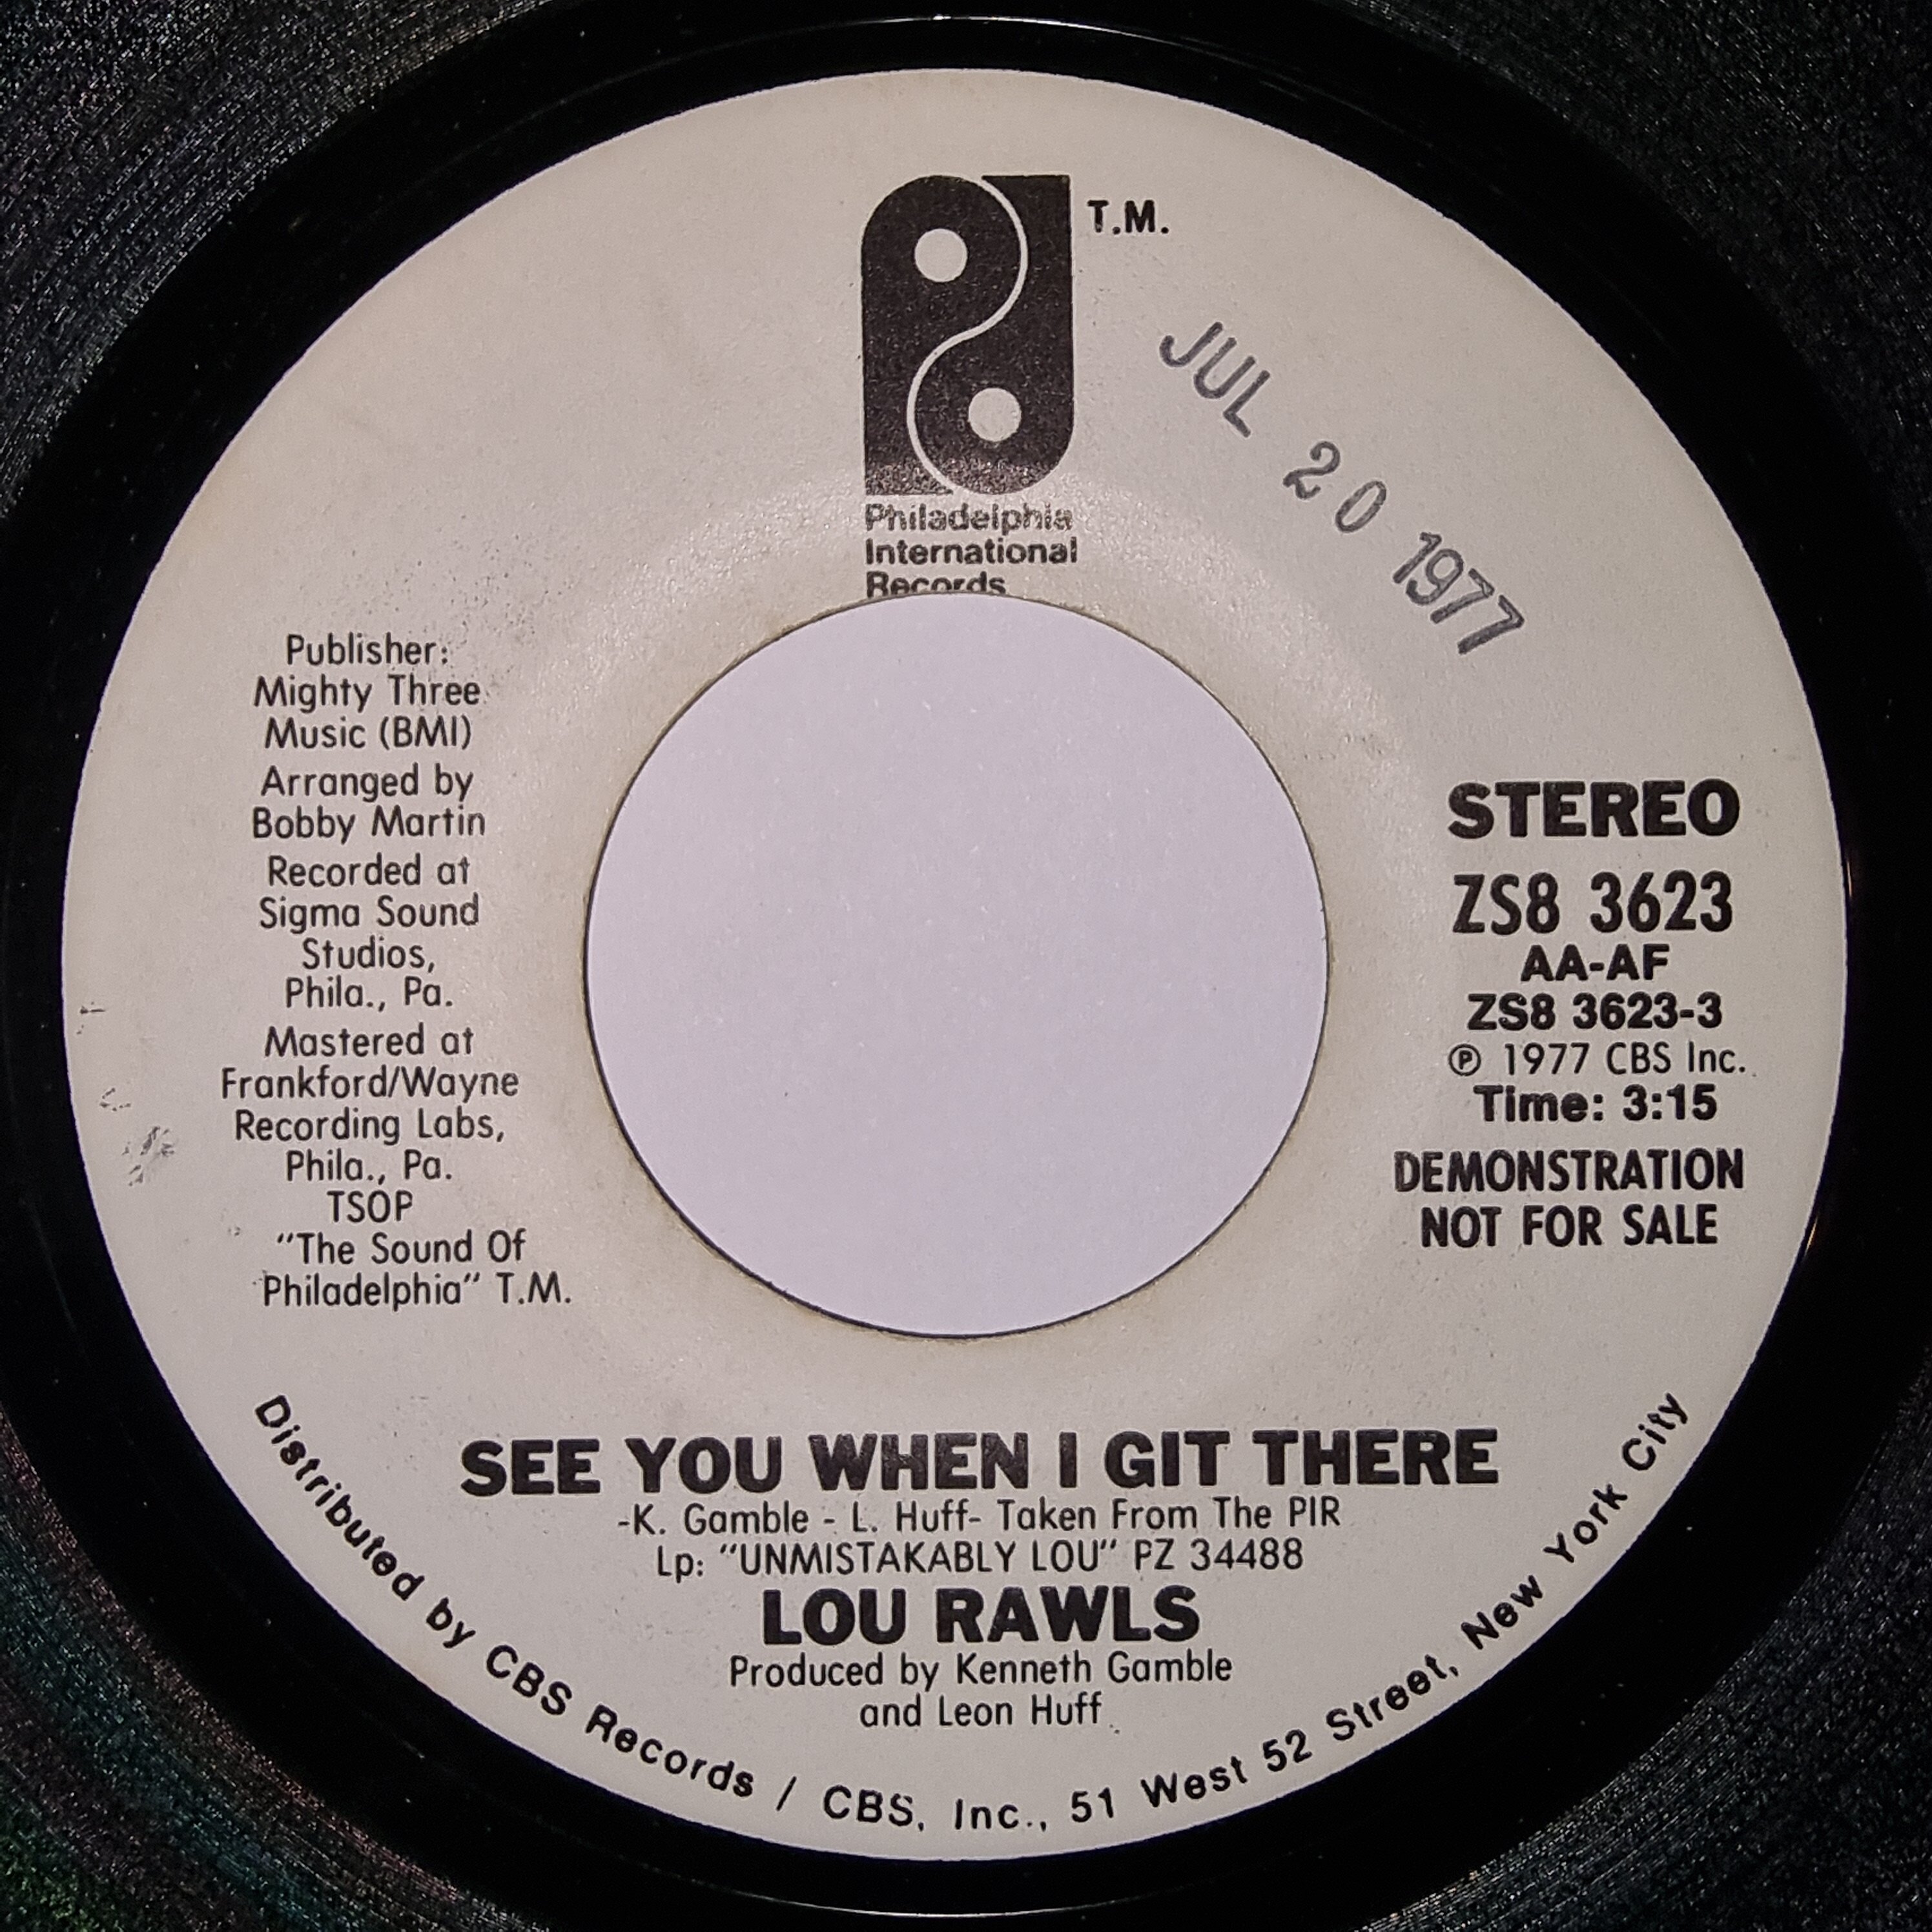 T.M.
JUL 20 1977
Philadelphia
International
Records
Publisher:
Mighty Three
Music (BMI)
Arranged by
Bobby Martin
Recorded at
Sigma Sound
Studios,
Phila., Pa.
Mastered at
Frankford/Wayne
Recording Labs,
Phila., Pa.
TSOP
"The Sound Of
Philadelphia" T.M.
STEREO
ZS8 3623
AA-AF
ZS8 3623-3
℗ 1977 CBS Inc.
Time: 3:15
DEMONSTRATION
NOT FOR SALE
SEE YOU WHEN I GIT THERE
-K. Gamble - L. Huff- Taken From The PIR
Lp: "UNMISTAKABLY LOU" PZ 34488
LOU RAWLS
Produced by Kenneth Gamble
and Leon Huff
Distributed by CBS Records / CBS, Inc., 51 West 52 Street, New York City